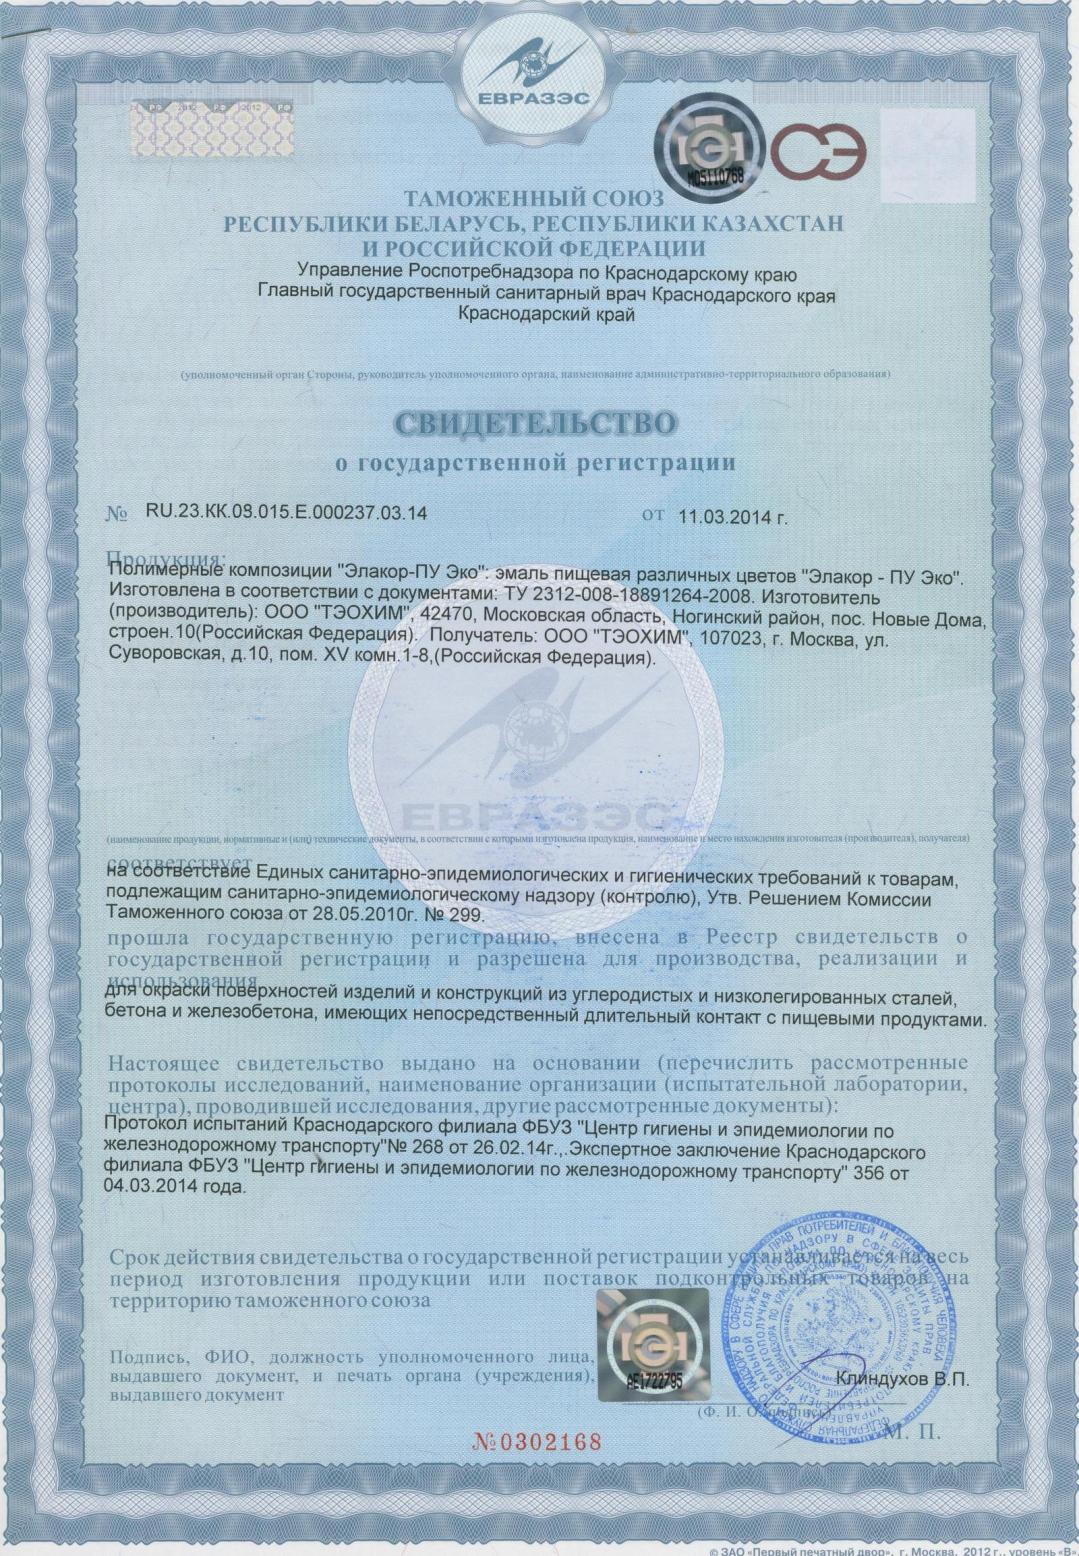 ЕВРАЗЭС
РФ 2012 РФ 2012 РФ
М05110768
СЭ
ТАМОЖЕННЫЙ СОЮЗ
РЕСПУБЛИКИ БЕЛАРУСЬ, РЕСПУБЛИКИ КАЗАХСТАН
И РОССИЙСКОЙ ФЕДЕРАЦИИ
Управление Роспотребнадзора по Краснодарскому краю
Главный государственный санитарный врач Краснодарского края
Краснодарский край
(уполномоченный орган Стороны, руководитель уполномоченного органа, наименование административно-территориального образования)
СВИДЕТЕЛЬСТВО
о государственной регистрации
№ RU.23.КК.08.015.Е.000237.03.14 от 11.03.2014 г.
Продукция:
Полимерные композиции "Элакор-ПУ Эко": эмаль пищевая различных цветов "Элакор - ПУ Эко".
Изготовлена в соответствии с документами: ТУ 2312-008-18891264-2008. Изготовитель
(производитель): ООО "ТЭОХИМ", 42470, Московская область, Ногинский район, пос. Новые Дома,
строен.10(Российская Федерация). Получатель: ООО "ТЭОХИМ", 107023, г. Москва, ул.
Суворовская, д.10, пом. XV комн.1-8,(Российская Федерация).
ЕВРАЗЭС
(наименование продукции, нормативные и (или) технические документы, в соответствии с которыми изготовлена продукция, наименование и место нахождения изготовителя (производителя), получателя)
соответствует
на соответствие Единых санитарно-эпидемиологических и гигиенических требований к товарам,
подлежащим санитарно-эпидемиологическому надзору (контролю), Утв. Решением Комиссии
Таможенного союза от 28.05.2010г. № 299.
прошла государственную регистрацию, внесена в Реестр свидетельств о
государственной регистрации и разрешена для производства, реализации и
использования
для окраски поверхностей изделий и конструкций из углеродистых и низколегированных сталей,
бетона и железобетона, имеющих непосредственный длительный контакт с пищевыми продуктами.
Настоящее свидетельство выдано на основании (перечислить рассмотренные
протоколы исследований, наименование организации (испытательной лаборатории,
центра), проводившей исследования, другие рассмотренные документы):
Протокол испытаний Краснодарского филиала ФБУЗ "Центр гигиены и эпидемиологии по
железнодорожному транспорту"№ 268 от 26.02.14г.,.Экспертное заключение Краснодарского
филиала ФБУЗ "Центр гигиены и эпидемиологии по железнодорожному транспорту" 356 от
04.03.2014 года.
Срок действия свидетельства о государственной регистрации устанавливается на весь
период изготовления продукции или поставок подконтрольных товаров на
территорию таможенного союза
Подпись, ФИО, должность уполномоченного лица,
выдавшего документ, и печать органа (учреждения),
выдавшего документ
АЕ1722795
Клиндухов В.П.
(Ф. И. О./подпись)
М. П.
№0302168
© ЗАО «Первый печатный двор», г. Москва, 2012 г., уровень «В».